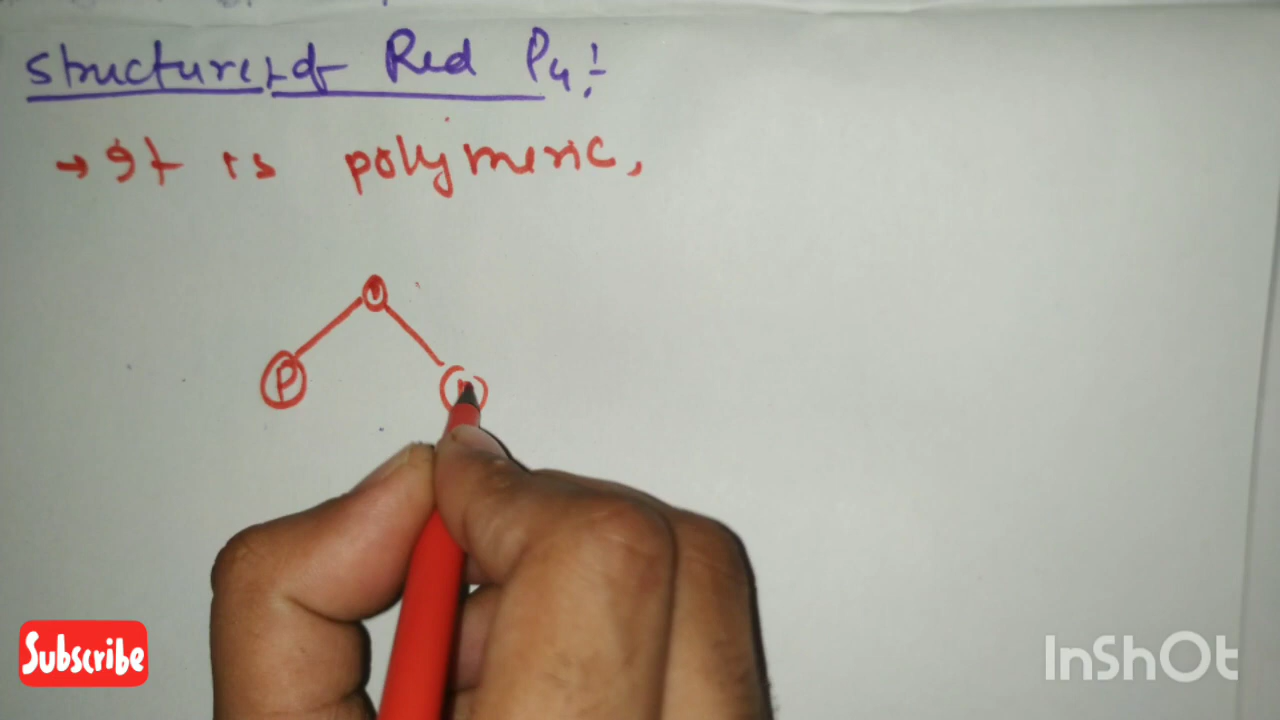 structure of Red P4:-
→ It is polymeric,
P
Subscribe
InShOt